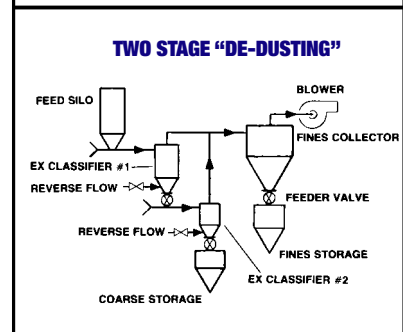 TWO STAGE “DE-DUSTING”
BLOWER
FEED SILO
FINES COLLECTOR
EX CLASSIFIER #1
REVERSE FLOW
FEEDER VALVE
REVERSE FLOW
FINES STORAGE
EX CLASSIFIER #2
COARSE STORAGE